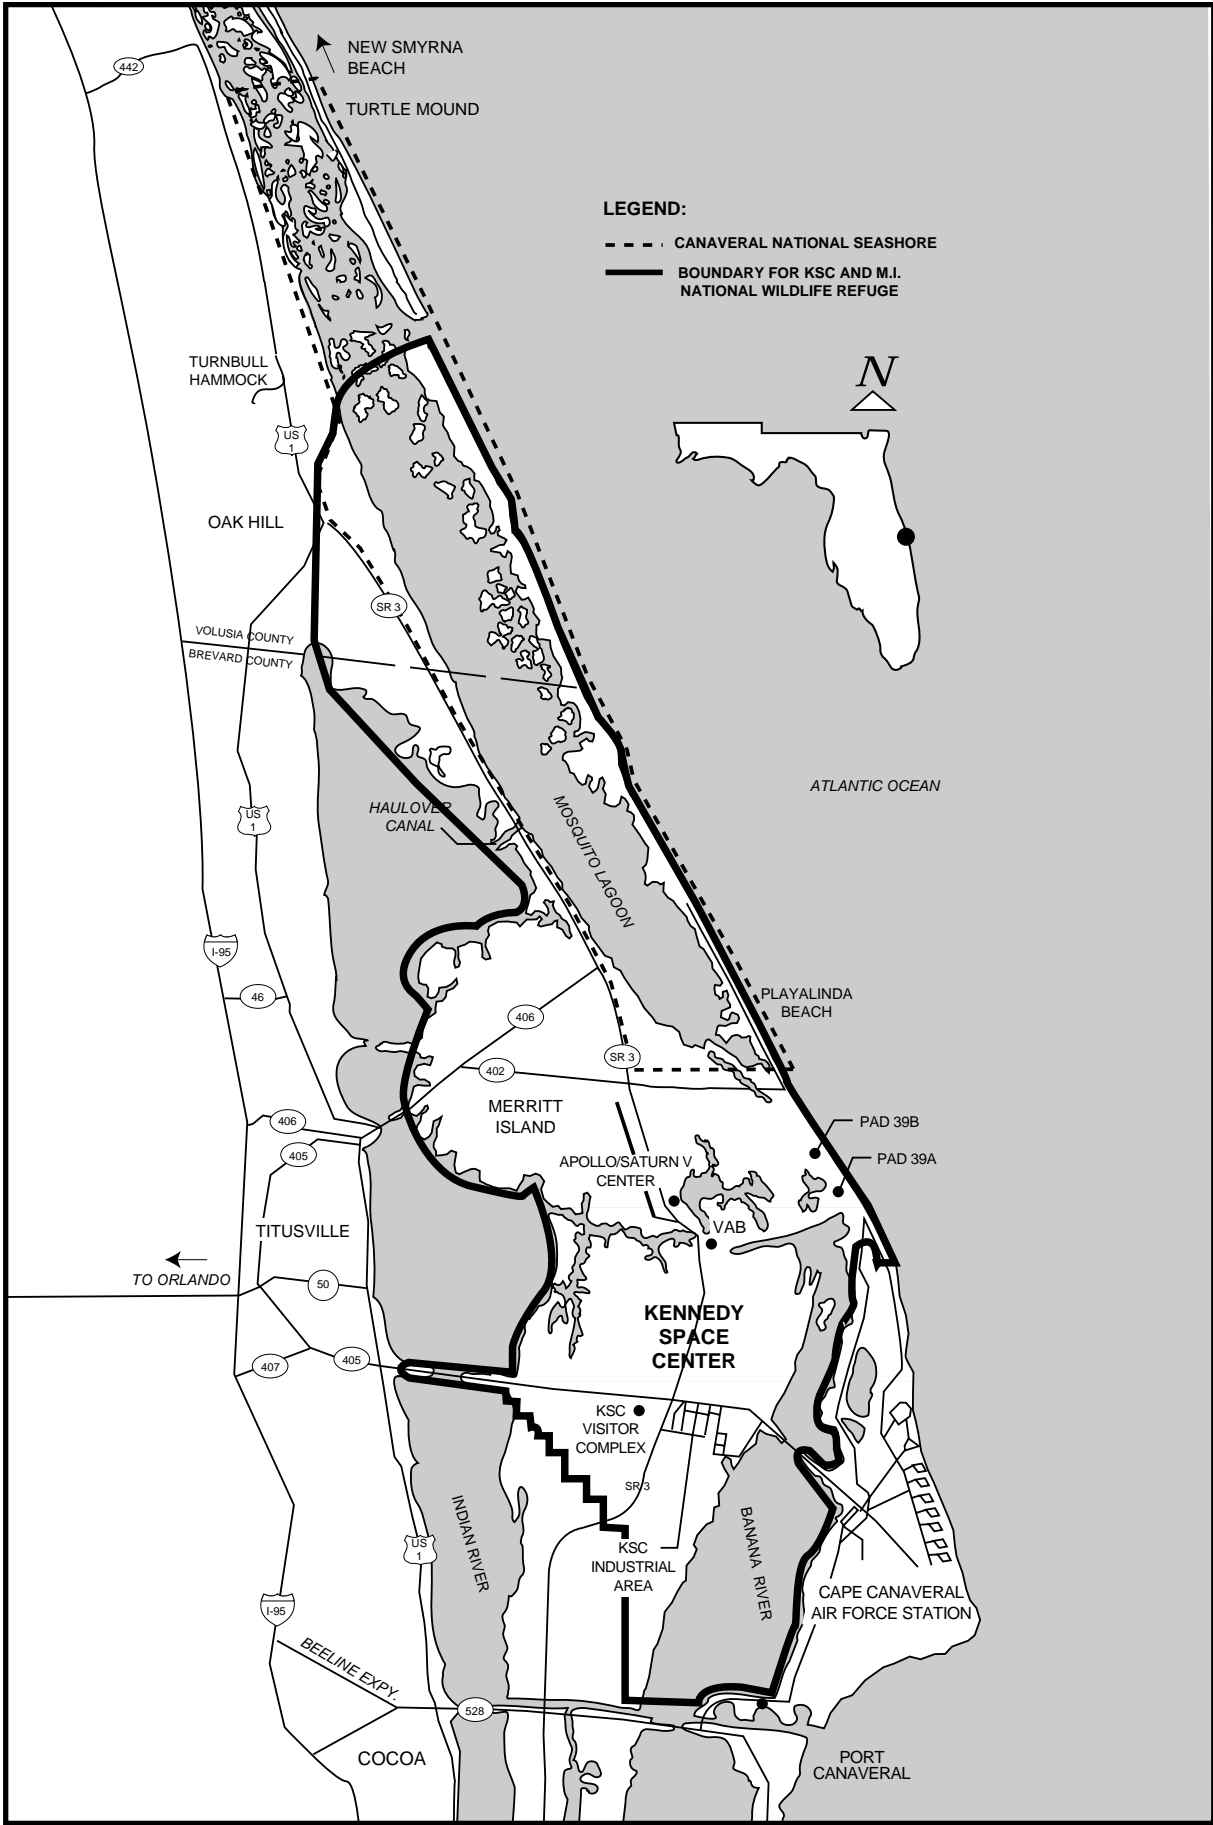 NEW SMYRNA
BEACH
442
TURTLE MOUND
LEGEND:
CANAVERAL NATIONAL SEASHORE
BOUNDARY FOR KSC AND M.I.
NATIONAL WILDLIFE REFUGE
TURNBULL
HAMMOCK
N
US
1
OAK HILL
SR 3
VOLUSIA COUNTY
BREVARD COUNTY
ATLANTIC OCEAN
HAULOVER
CANAL
US
1
MOSQUITO LAGOON
I-95
46
PLAYALINDA
BEACH
406
SR 3
402
MERRITT
ISLAND
406
405
PAD 39B
PAD 39A
APOLLO/SATURN V
CENTER
TITUSVILLE
VAB
TO ORLANDO
50
KENNEDY
SPACE
CENTER
407
405
KSC
VISITOR
COMPLEX
SR 3
INDIAN RIVER
BANANA RIVER
US
1
KSC
INDUSTRIAL
AREA
CAPE CANAVERAL
AIR FORCE STATION
I-95
BEELINE EXPY.
528
COCOA
PORT
CANAVERAL